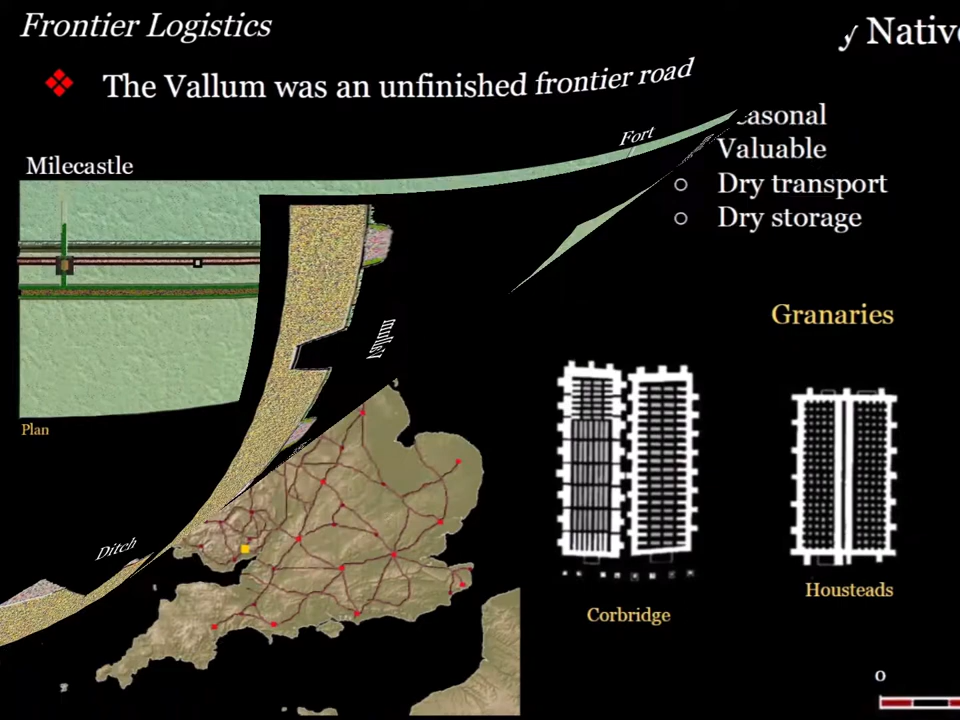 Frontier Logistics
y Native
The Vallum was an unfinished frontier road
easonal
Fort
Valuable
Milecastle
Dry transport
Dry storage
Granaries
Vallum
Plan
Ditch
Housteads
Corbridge
0